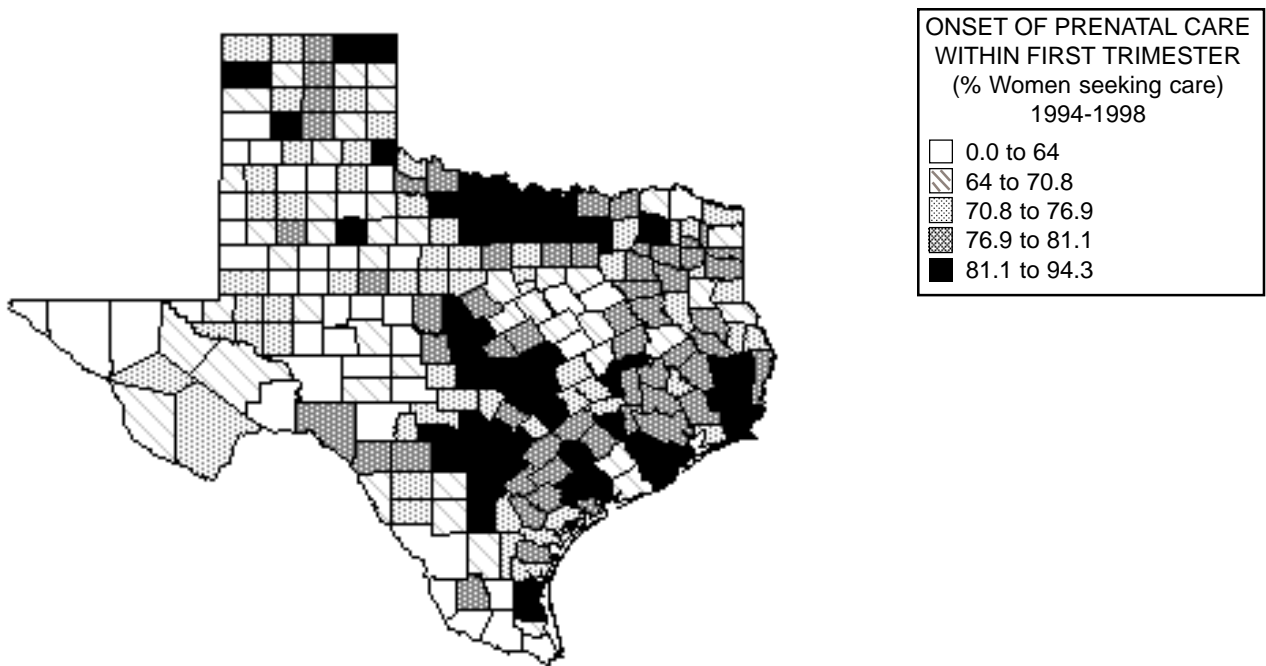 ONSET OF PRENATAL CARE
WITHIN FIRST TRIMESTER
(% Women seeking care)
1994-1998
0.0 to 64
64 to 70.8
70.8 to 76.9
76.9 to 81.1
81.1 to 94.3